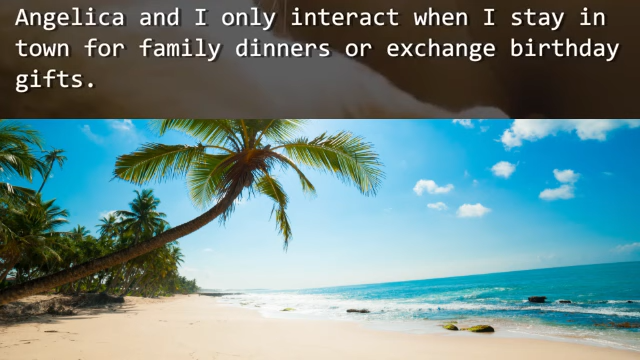 Angelica and I only interact when I stay in
town for family dinners or exchange birthday
gifts.